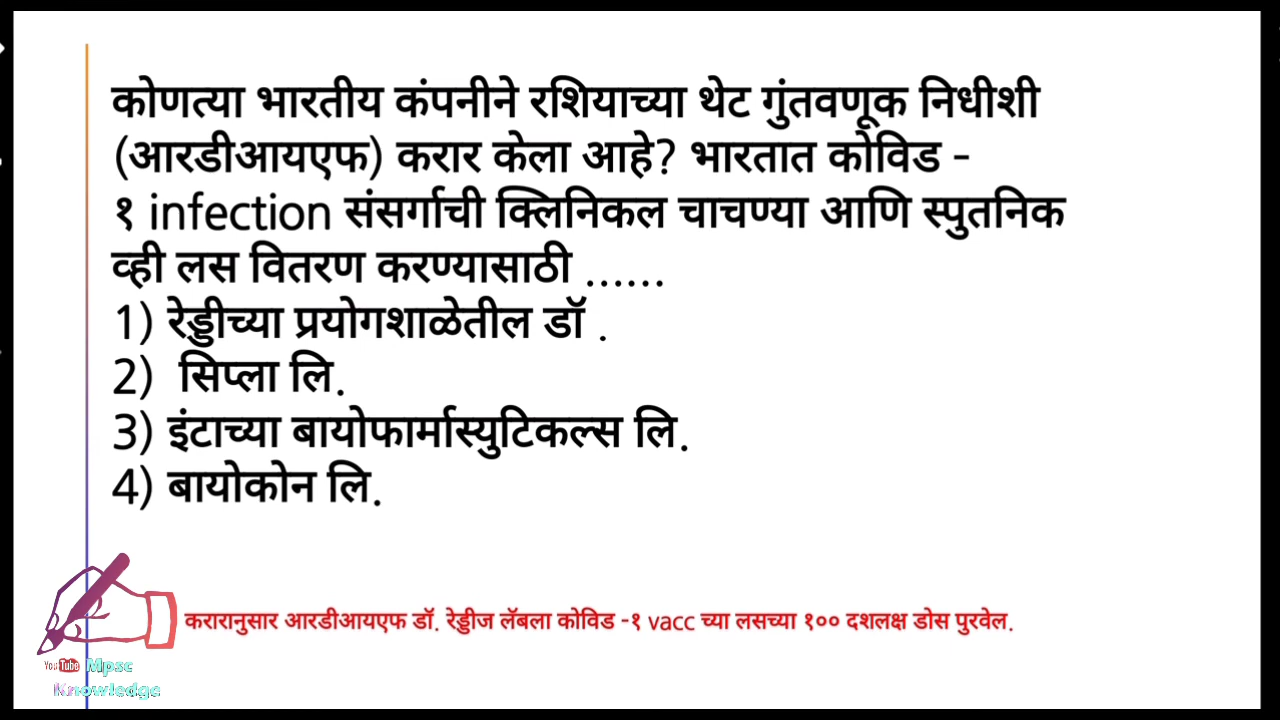 कोणत्या भारतीय कंपनीने रशियाच्या थेट गुंतवणूक निधीशी
(आरडीआयएफ) करार केला आहे? भारतात कोविड -
१ infection संसर्गाची क्लिनिकल चाचण्या आणि स्पुतनिक
व्ही लस वितरण करण्यासाठी ......
1) रेड्डीच्या प्रयोगशाळेतील डॉ .
2) सिप्ला लि.
3) इंटाच्या बायोफार्मास्युटिकल्स लि.
4) बायोकोन लि.
करारानुसार आरडीआयएफ डॉ. रेड्डीज लॅबला कोविड -१ vacc च्या लसच्या १०० दशलक्ष डोस पुरवेल.
YouTube Mpsc
Knowledge